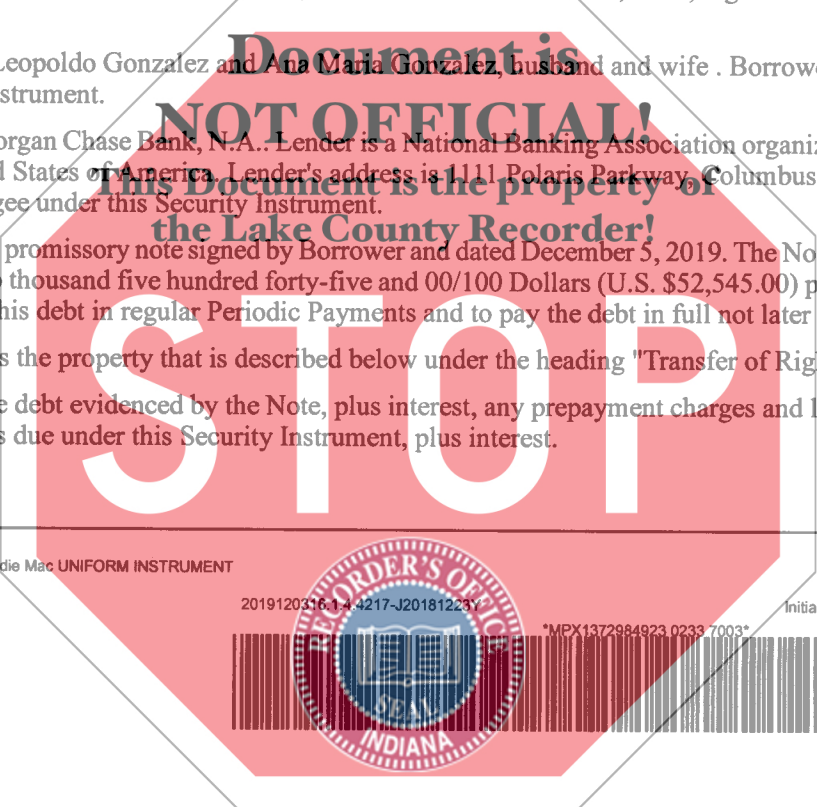 Document is
Leopoldo Gonzalez and Ana Maria Gonzalez, husband and wife . Borrowe
strument.
NOT OFFICIAL!
organ Chase Bank, N.A.. Lender is a National Banking Association organiz
d States of America. Lender's address is 1111 Polaris Parkway, Columbus
This Document is the property of
gee under this Security Instrument.
the Lake County Recorder!
promissory note signed by Borrower and dated December 5, 2019. The No
thousand five hundred forty-five and 00/100 Dollars (U.S. $52,545.00) p
his debt in regular Periodic Payments and to pay the debt in full not later
s the property that is described below under the heading "Transfer of Rig
e debt evidenced by the Note, plus interest, any prepayment charges and l
s due under this Security Instrument, plus interest.
STOP
die Mac UNIFORM INSTRUMENT
2019120316.1.4.4217-J20181223Y
Initia
*MPX1372984923 0233 7003*
RECORDER'S OFFICE
SEAL
INDIANA